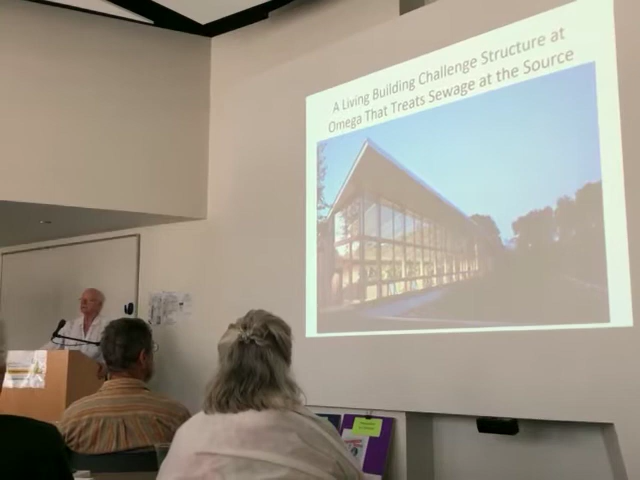 A Living Building Challenge Structure at
Omega That Treats Sewage at the Source